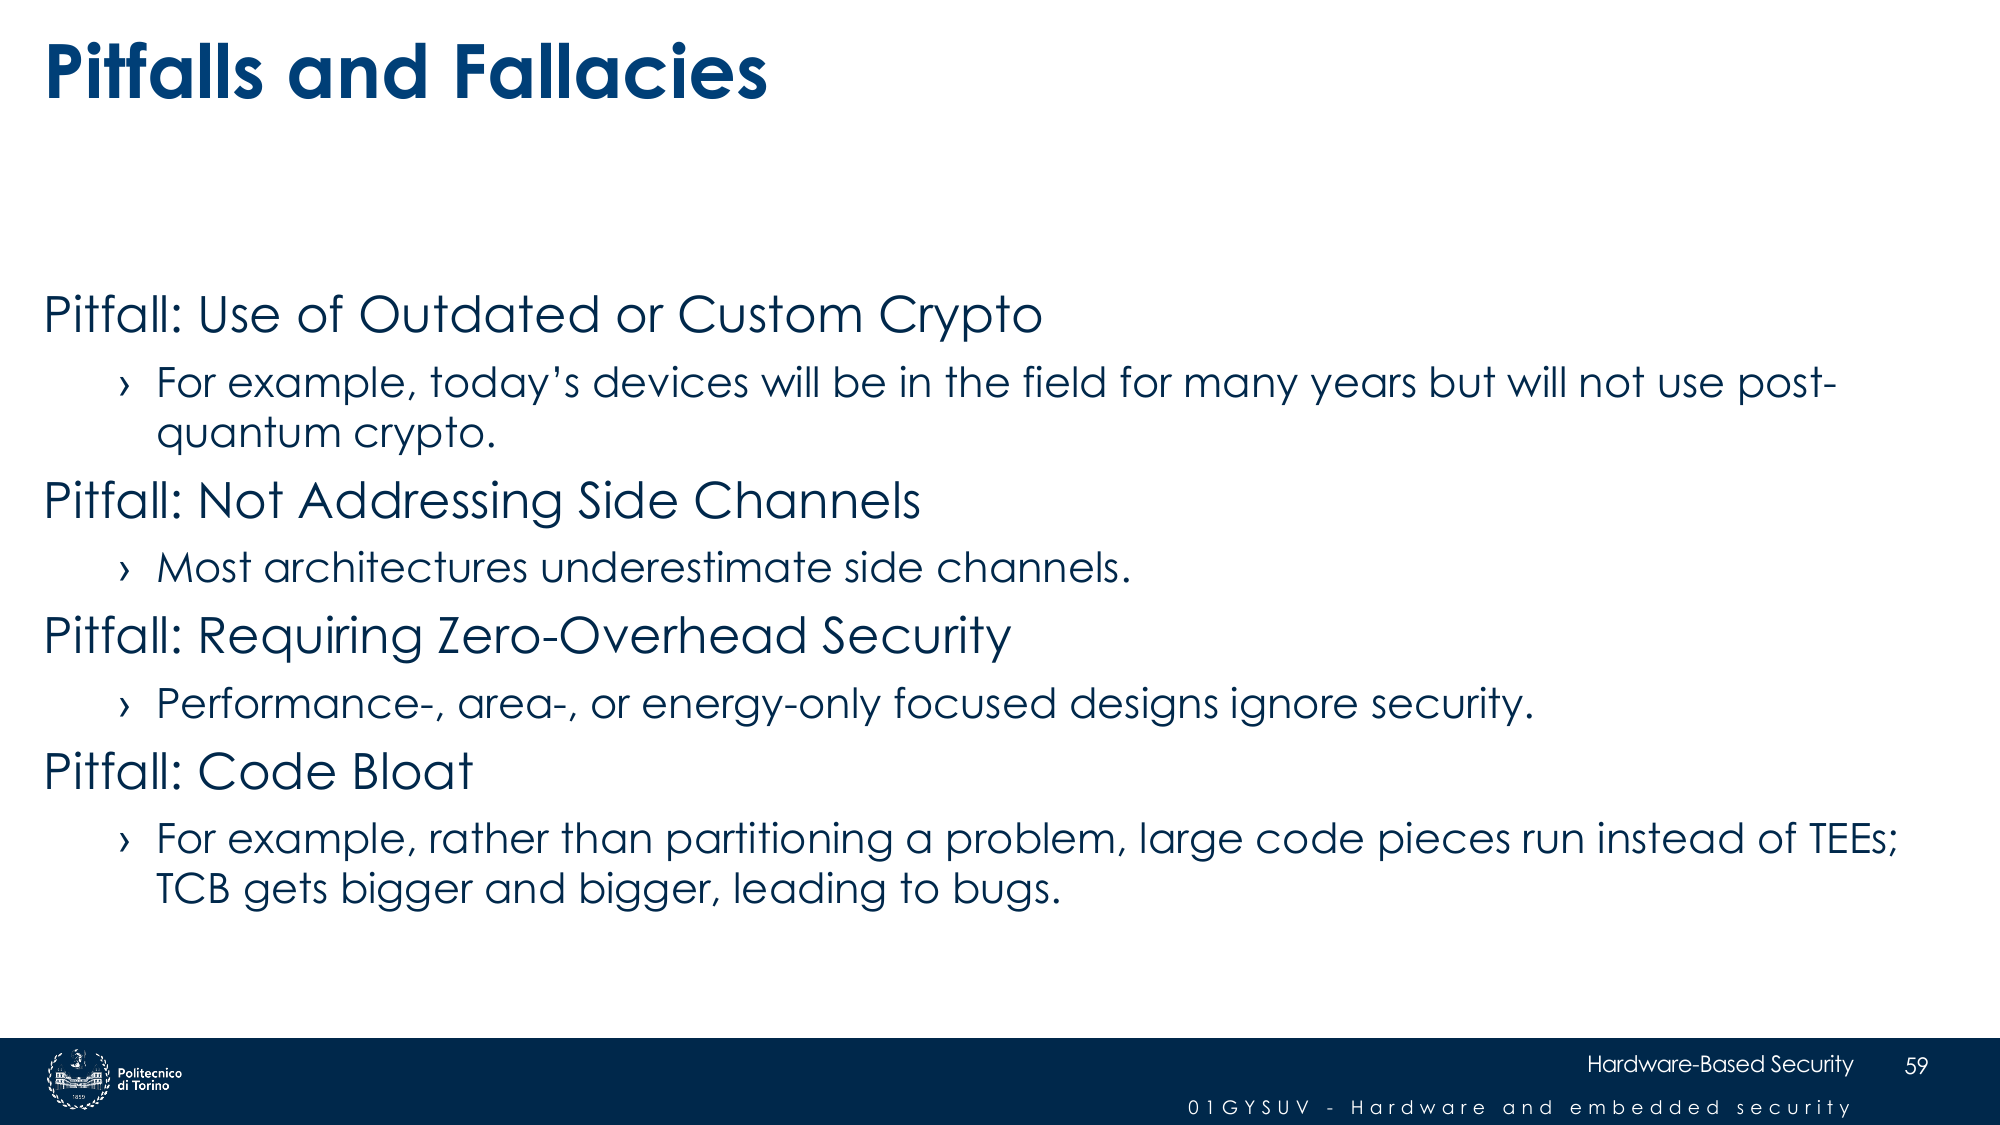 Pitfalls and Fallacies
Pitfall: Use of Outdated or Custom Crypto
› For example, today’s devices will be in the field for many years but will not use post-
quantum crypto.
Pitfall: Not Addressing Side Channels
› Most architectures underestimate side channels.
Pitfall: Requiring Zero-Overhead Security
› Performance-, area-, or energy-only focused designs ignore security.
Pitfall: Code Bloat
› For example, rather than partitioning a problem, large code pieces run instead of TEEs;
TCB gets bigger and bigger, leading to bugs.
1859
Politecnico
di Torino
Hardware-Based Security
59
01GYSUV - Hardware and embedded security